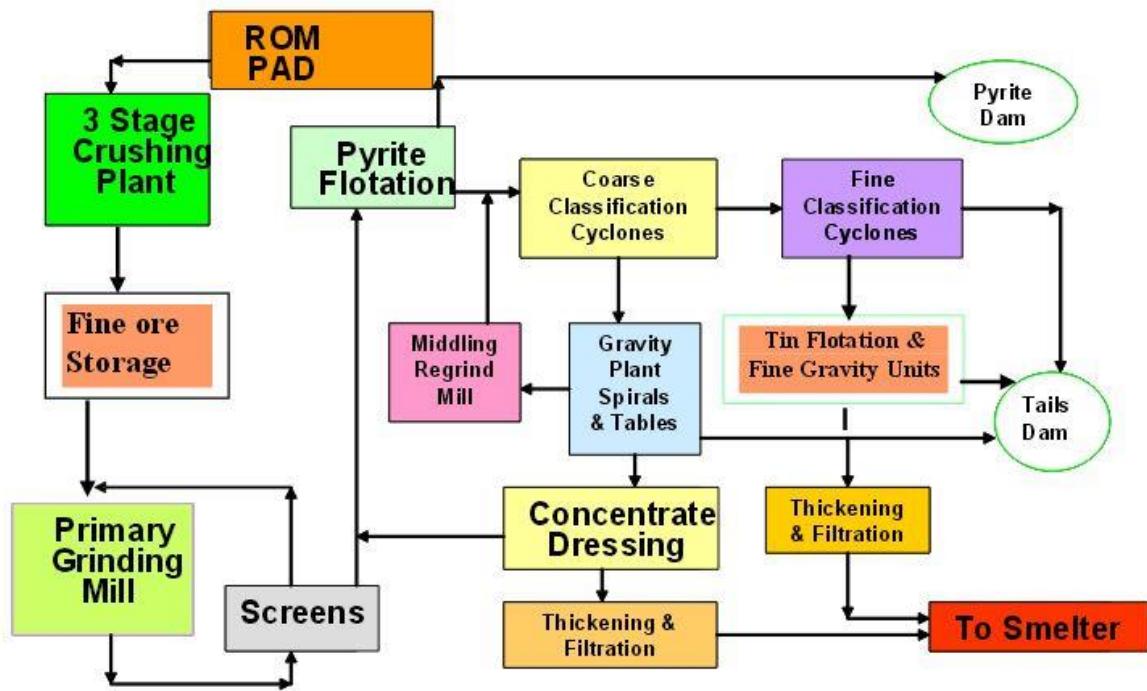 ROM
PAD
3 Stage
Crushing
Plant
Fine ore
Storage
Primary
Grinding
Mill
Screens
Pyrite
Flotation
Pyrite
Dam
Coarse
Classification
Cyclones
Fine
Classification
Cyclones
Middling
Regrind
Mill
Gravity
Plant
Spirals
& Tables
Tin Flotation &
Fine Gravity Units
Tails
Dam
Concentrate
Dressing
Thickening
& Filtration
Thickening &
Filtration
To Smelter